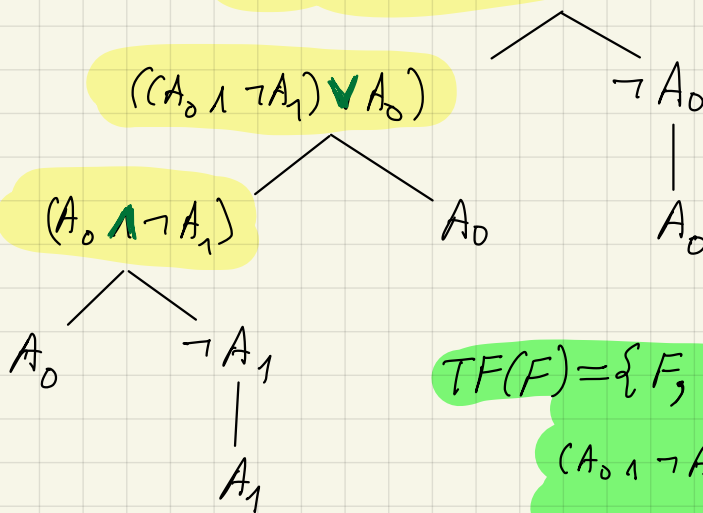 ((A₀ ∧ ¬A₁) ∨ A₀)
¬ A₀
(A₀ ∧ ¬ A₁)
A₀
A₀
A₀
¬ A₁
TF(F) = { F,
A₁
(A₀ ∧ ¬ A